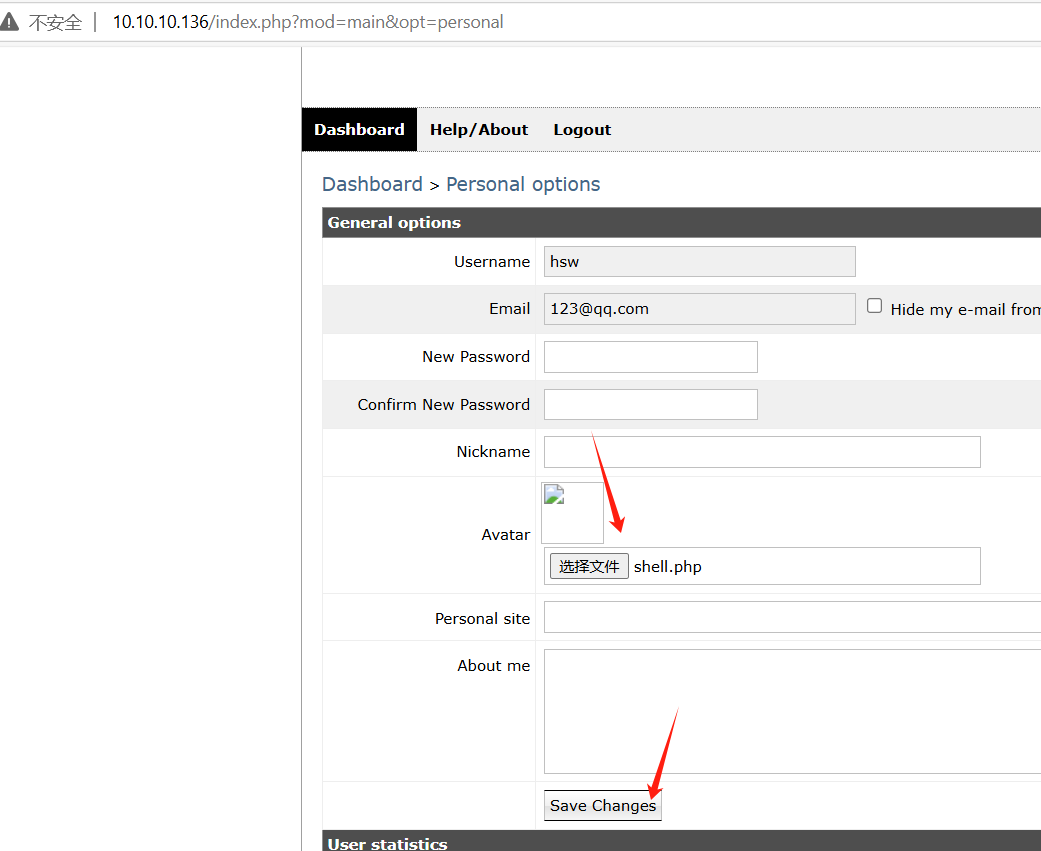 不安全 | 10.10.10.136/index.php?mod=main&opt=personal
Dashboard Help/About Logout
Dashboard > Personal options
General options
Username hsw
Email 123@qq.com Hide my e-mail from
New Password
Confirm New Password
Nickname
Avatar
选择文件 shell.php
Personal site
About me
Save Changes
User statistics